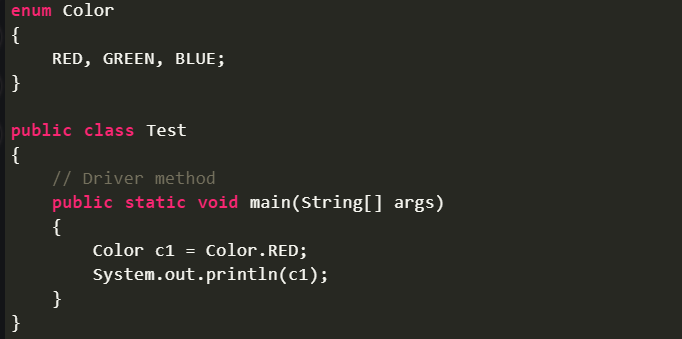 enum Color
{
    RED, GREEN, BLUE;
}

public class Test
{
    // Driver method
    public static void main(String[] args)
    {
        Color c1 = Color.RED;
        System.out.println(c1);
    }
}